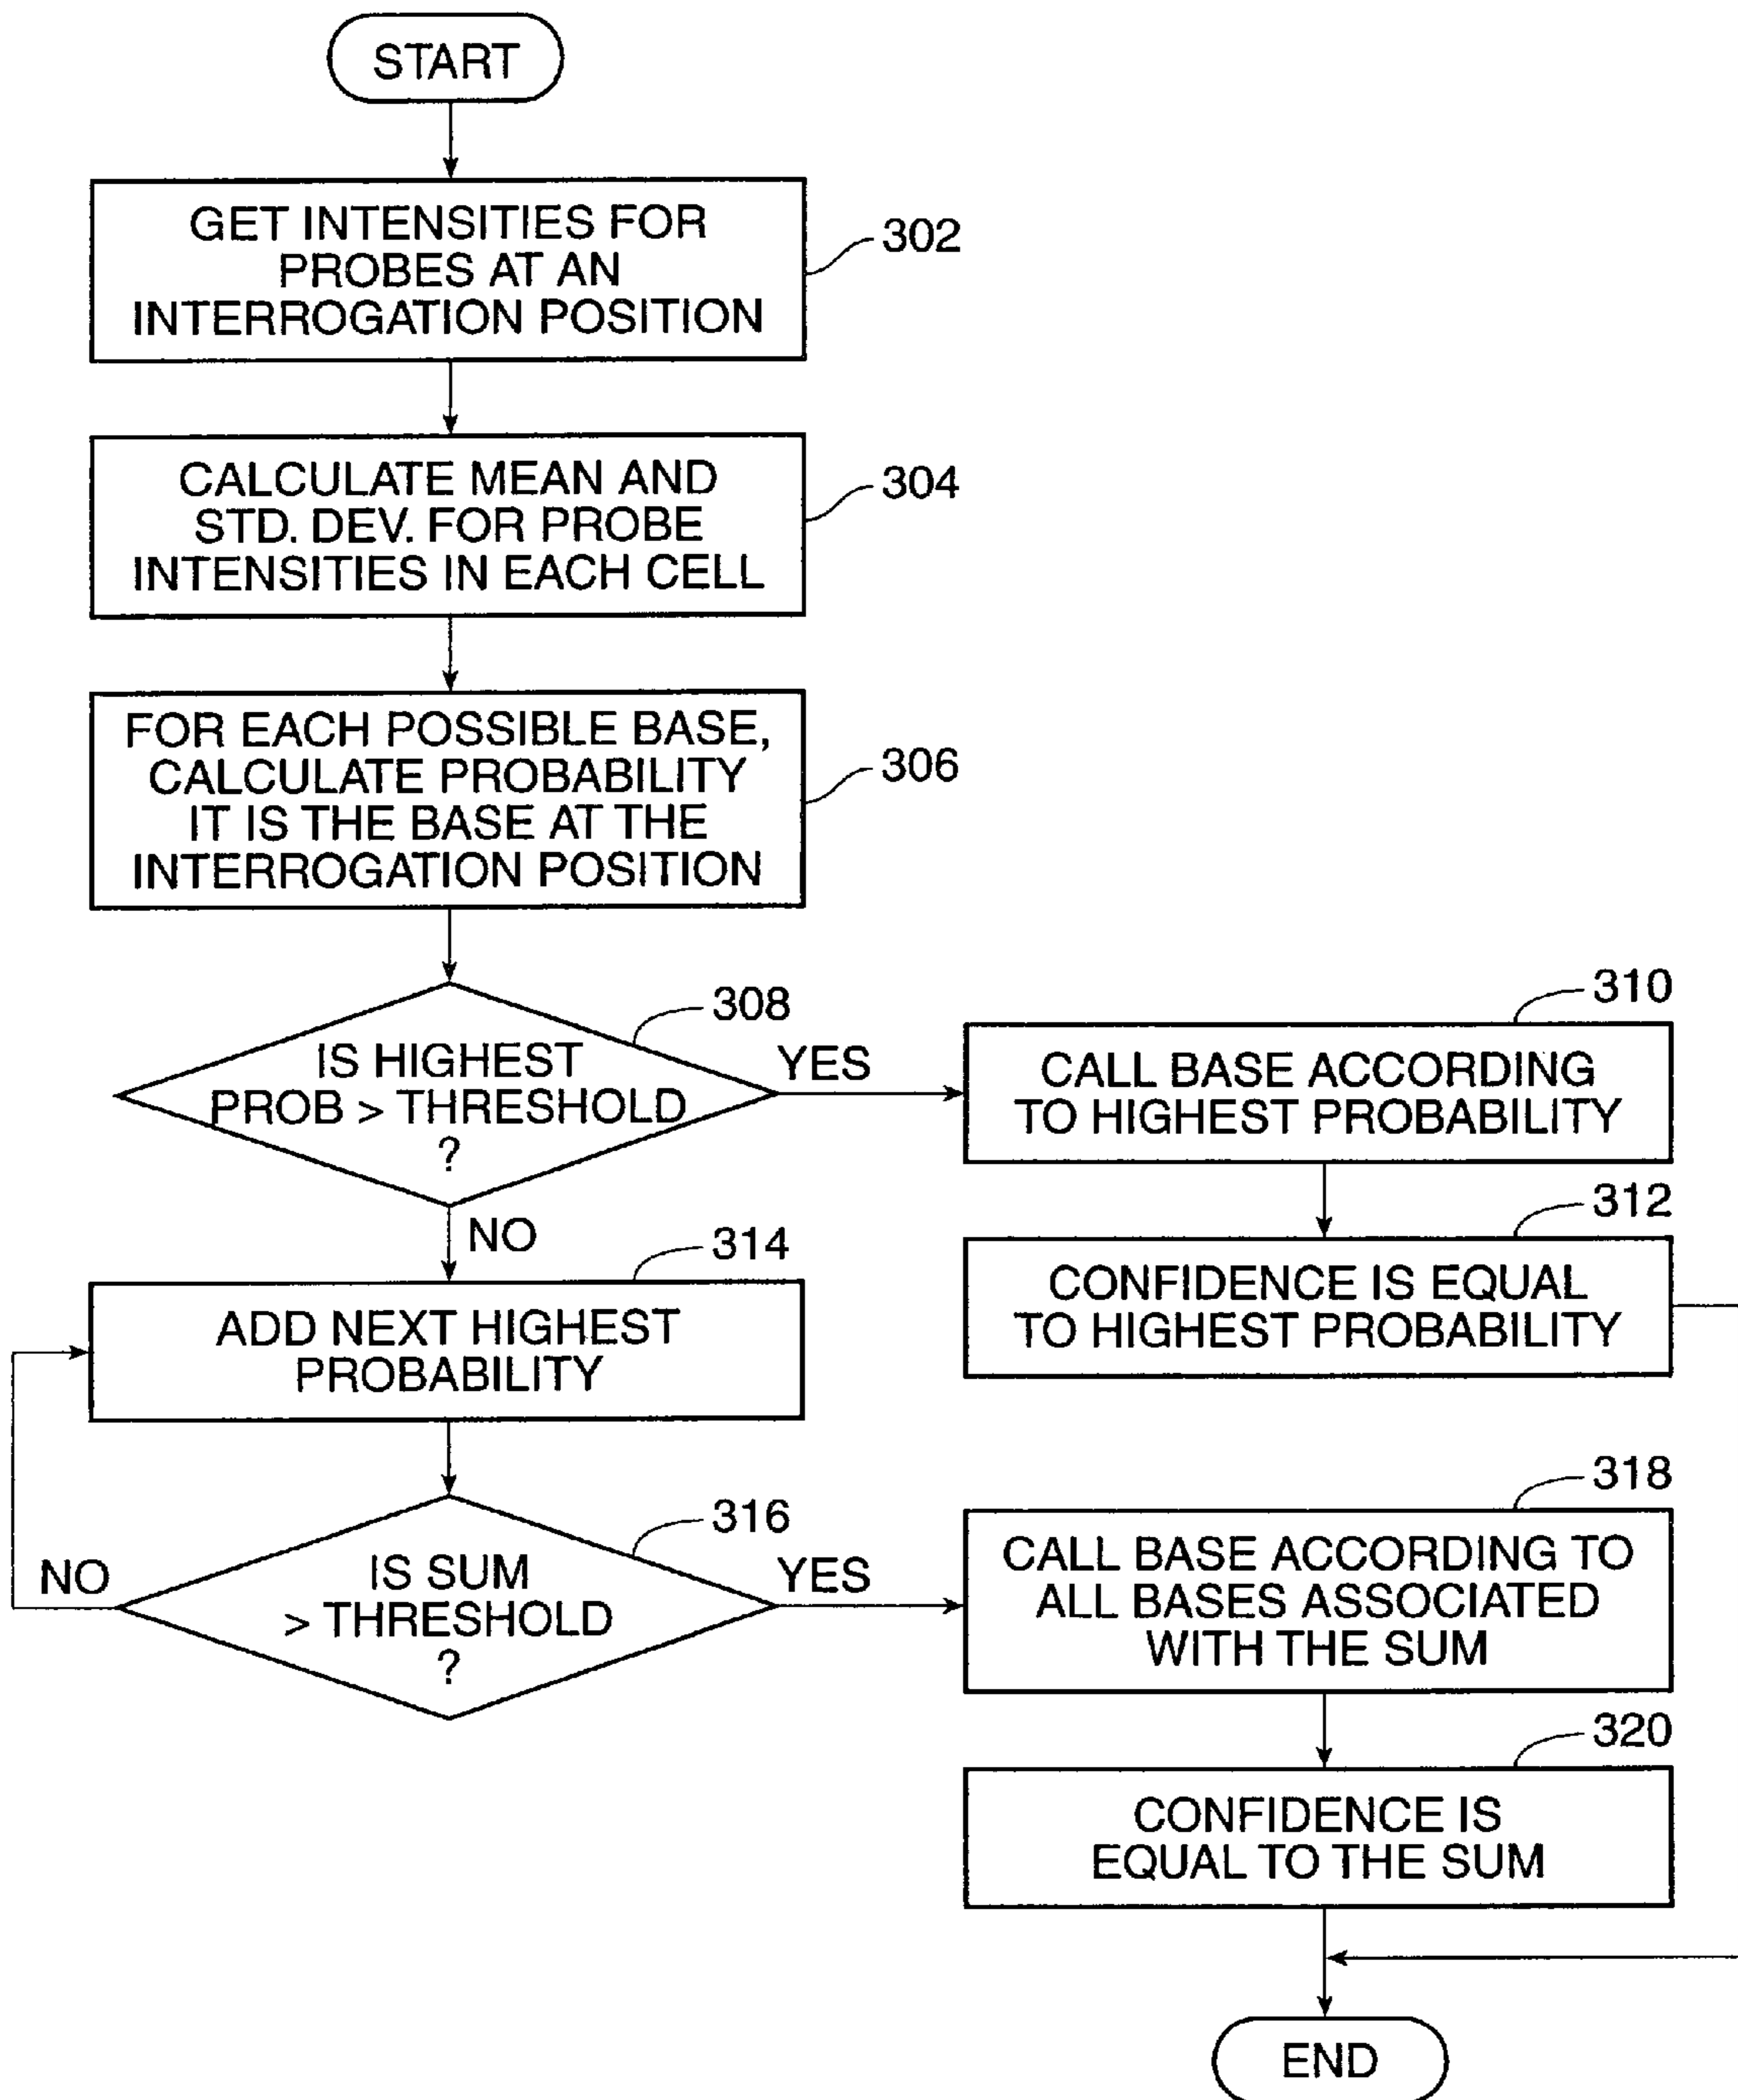 START
GET INTENSITIES FOR
PROBES AT AN
INTERROGATION POSITION
302
CALCULATE MEAN AND
STD. DEV. FOR PROBE
INTENSITIES IN EACH CELL
304
FOR EACH POSSIBLE BASE,
CALCULATE PROBABILITY
IT IS THE BASE AT THE
INTERROGATION POSITION
306
IS HIGHEST
PROB > THRESHOLD
?
308
YES
NO
CALL BASE ACCORDING
TO HIGHEST PROBABILITY
310
CONFIDENCE IS EQUAL
TO HIGHEST PROBABILITY
312
ADD NEXT HIGHEST
PROBABILITY
314
IS SUM
> THRESHOLD
?
316
NO
YES
CALL BASE ACCORDING TO
ALL BASES ASSOCIATED
WITH THE SUM
318
CONFIDENCE IS
EQUAL TO THE SUM
320
END